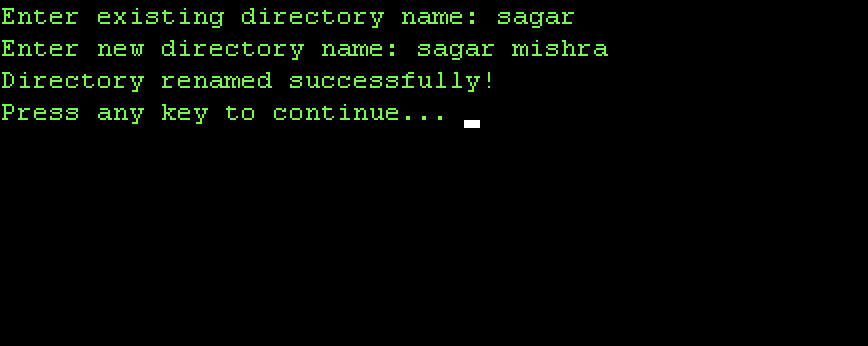 Enter existing directory name: sagar
Enter new directory name: sagar mishra
Directory renamed successfully!
Press any key to continue...